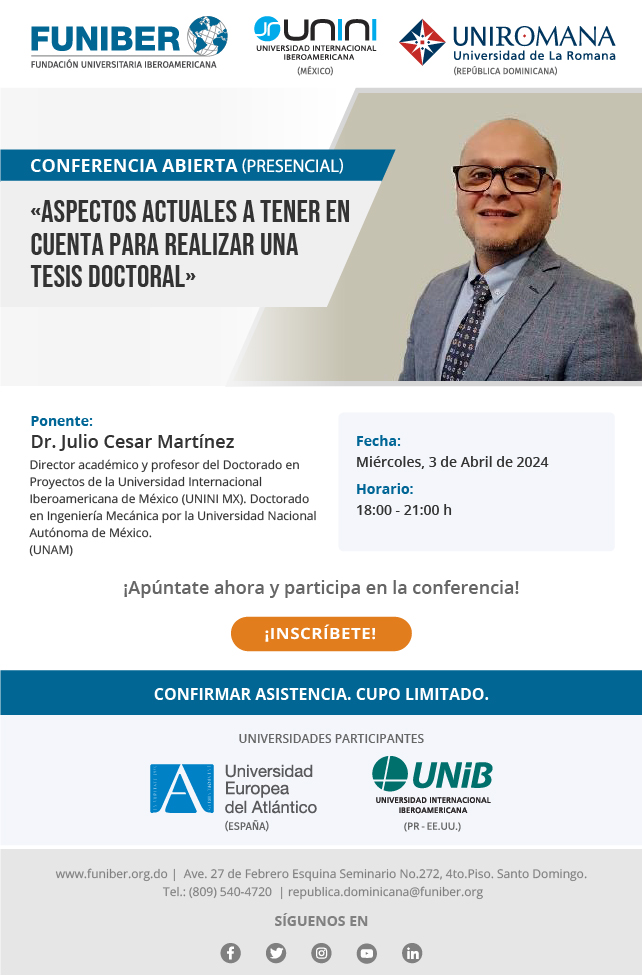 FUNIBER
FUNDACIÓN UNIVERSITARIA IBEROAMERICANA
UNINI
UNIVERSIDAD INTERNACIONAL
IBEROAMERICANA
(MÉXICO)
UNIROMANA
Universidad de La Romana
(REPÚBLICA DOMINICANA)
CONFERENCIA ABIERTA (PRESENCIAL)
«ASPECTOS ACTUALES A TENER EN
CUENTA PARA REALIZAR UNA
TESIS DOCTORAL»
Ponente:
Dr. Julio Cesar Martínez
Director académico y profesor del Doctorado en
Proyectos de la Universidad Internacional
Iberoamericana de México (UNINI MX). Doctorado
en Ingeniería Mecánica por la Universidad Nacional
Autónoma de México.
(UNAM)
Fecha:
Miércoles, 3 de Abril de 2024
Horario:
18:00 - 21:00 h
¡Apúntate ahora y participa en la conferencia!
¡INSCRÍBETE!
CONFIRMAR ASISTENCIA. CUPO LIMITADO.
UNIVERSIDADES PARTICIPANTES
Universidad
Europea
del Atlántico
(ESPAÑA)
UNiB
UNIVERSIDAD INTERNACIONAL
IBEROAMERICANA
(PR - EE.UU.)
www.funiber.org.do | Ave. 27 de Febrero Esquina Seminario No.272, 4to.Piso. Santo Domingo.
Tel.: (809) 540-4720 | republica.dominicana@funiber.org
SÍGUENOS EN